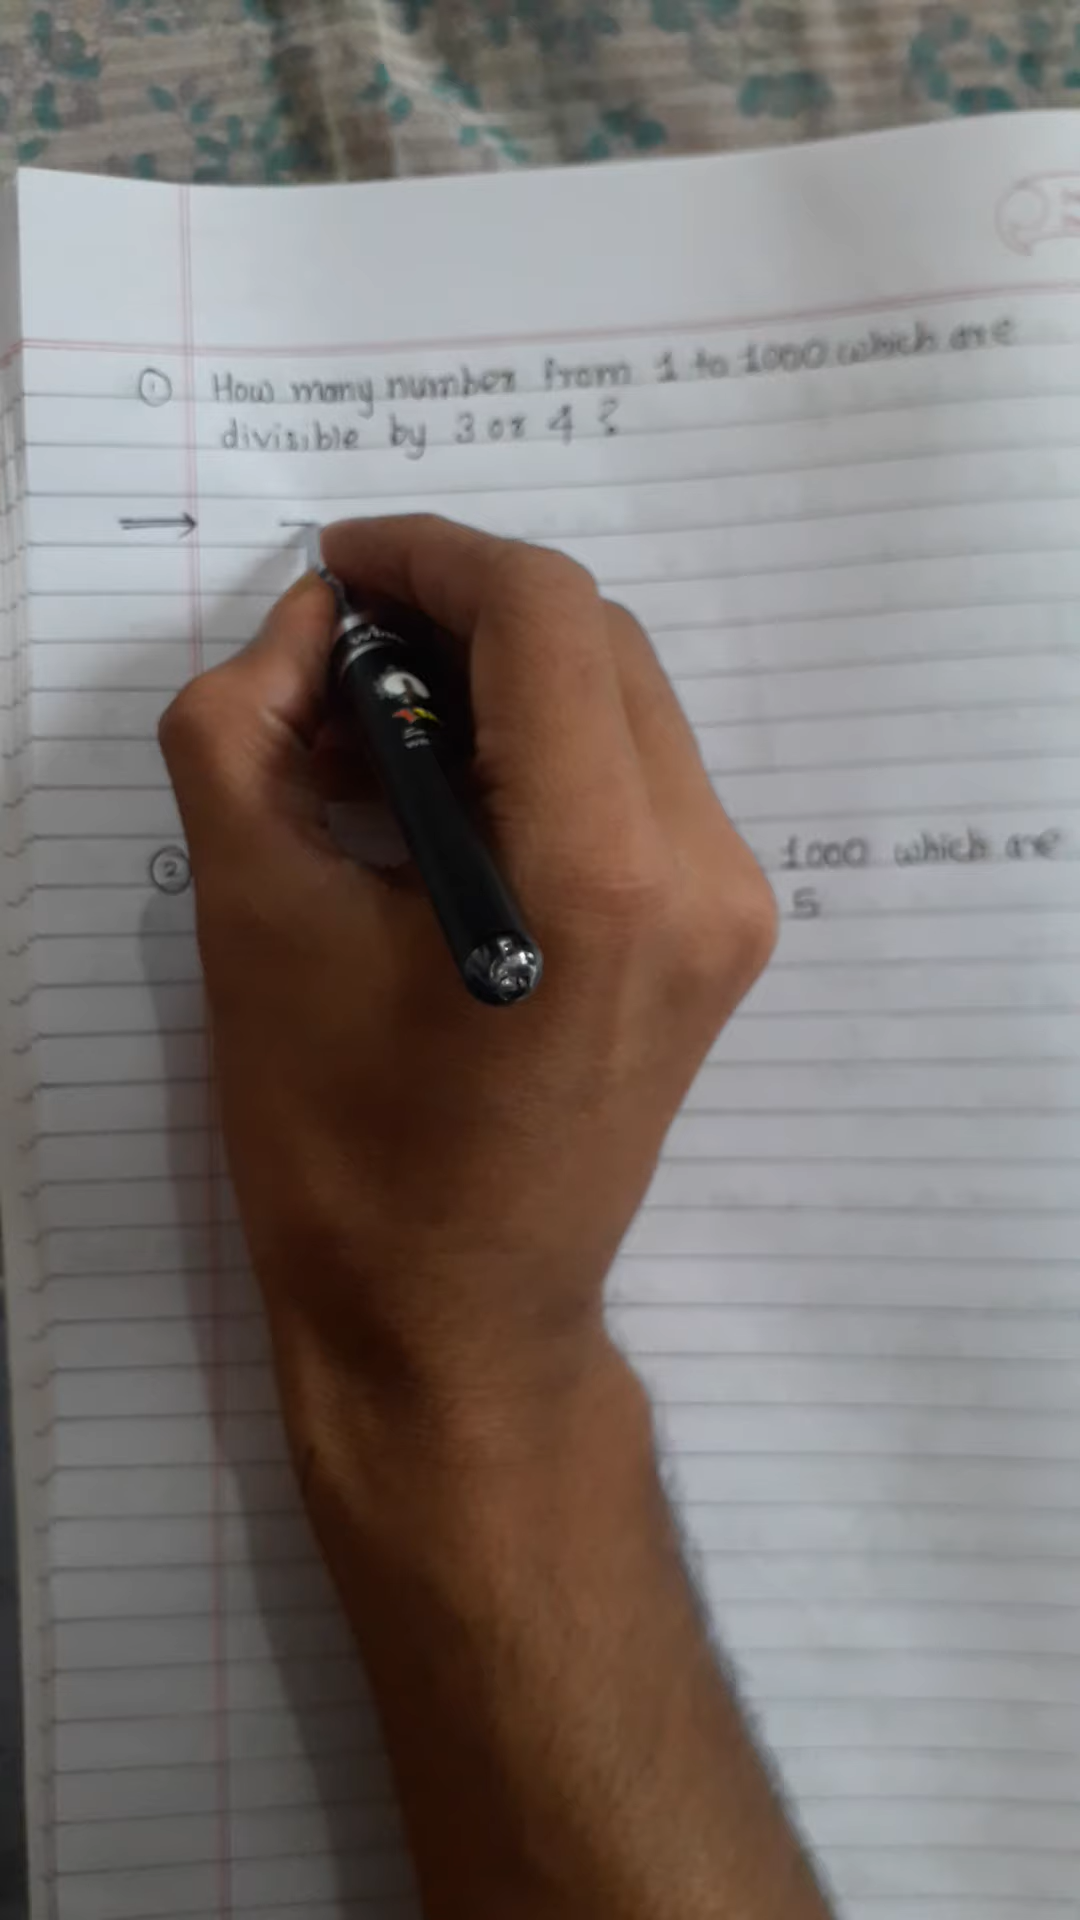 ① How many number from 1 to 1000 which are
divisible by 3 or 4 ?
②
1000 which are
5